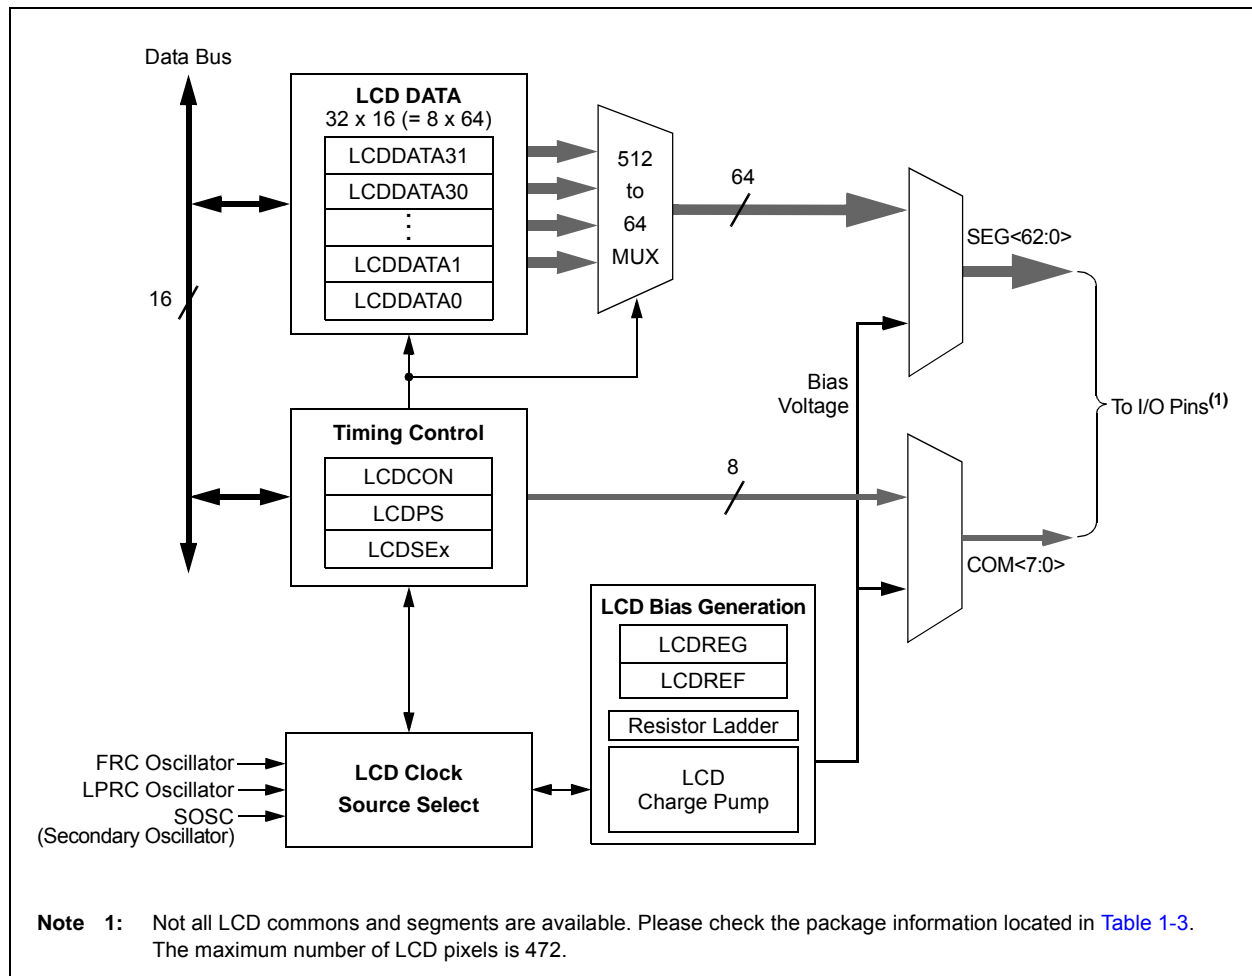 Data Bus
LCD DATA
32 x 16 (= 8 x 64)
LCDDATA31
LCDDATA30
⋮
LCDDATA1
LCDDATA0
512
to
64
MUX
64
SEG<62:0>
16
Bias
Voltage
To I/O Pins(1)
Timing Control
LCDCON
LCDPS
LCDSEx
8
COM<7:0>
LCD Bias Generation
LCDREG
LCDREF
Resistor Ladder
LCD
Charge Pump
FRC Oscillator
LPRC Oscillator
SOSC
(Secondary Oscillator)
LCD Clock
Source Select
Note 1: Not all LCD commons and segments are available. Please check the package information located in Table 1-3.
The maximum number of LCD pixels is 472.